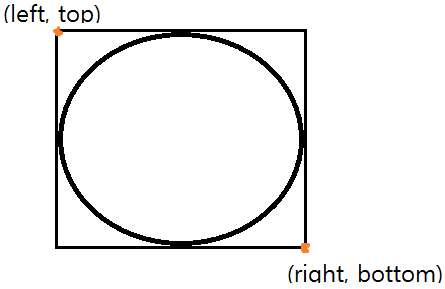 (left, top)
(right, bottom)